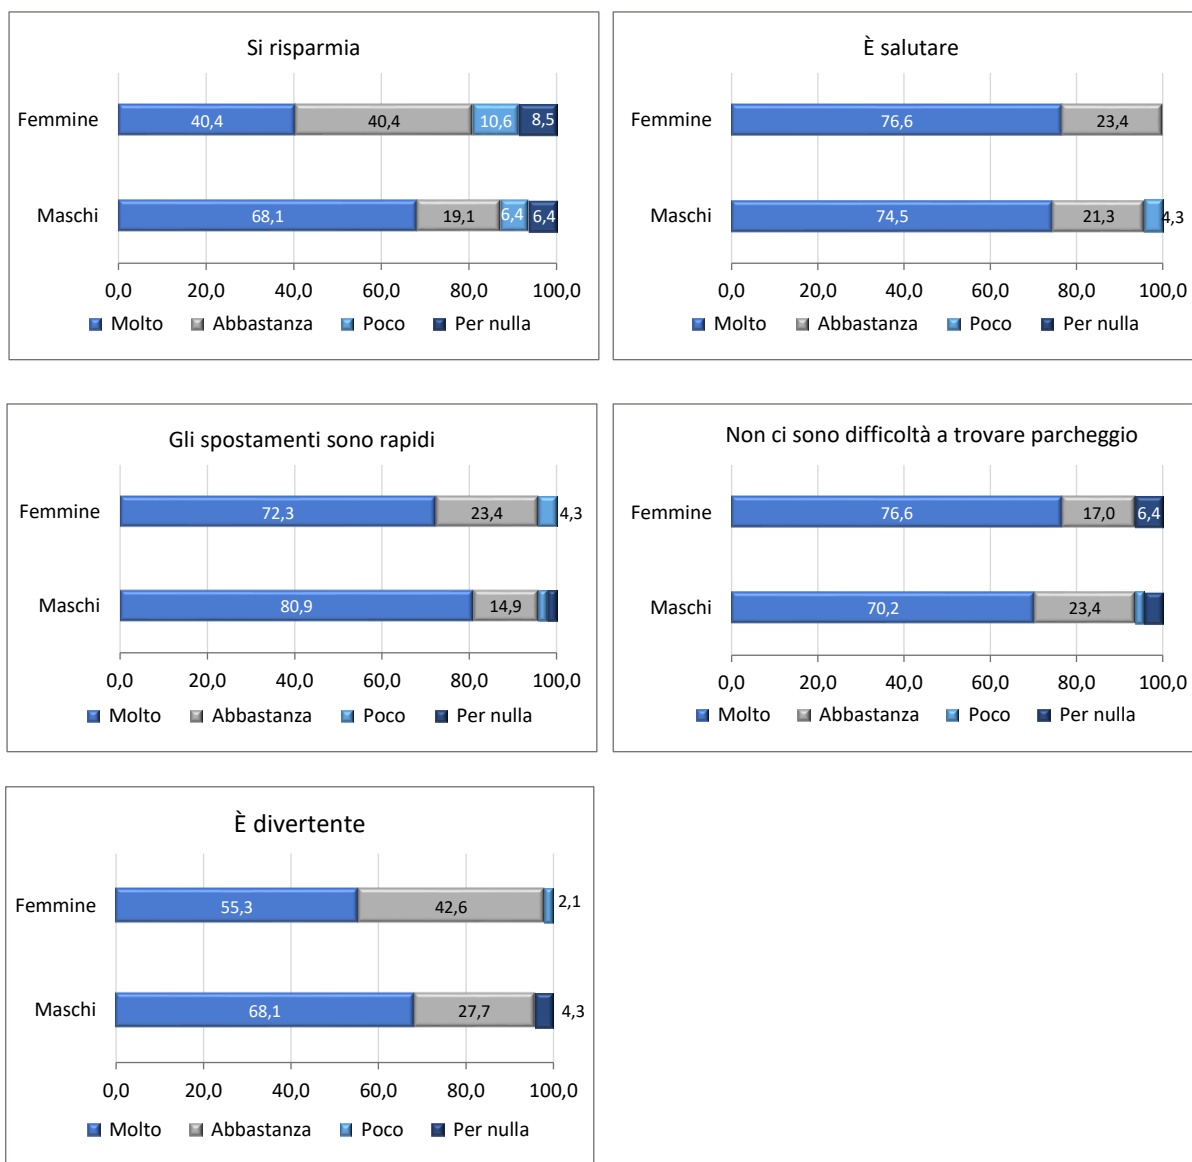 Si risparmia
Femmine 40,4 40,4 10,6 8,5
Maschi 68,1 19,1 6,4 6,4
0,0 20,0 40,0 60,0 80,0 100,0
Molto Abbastanza Poco Per nulla
È salutare
Femmine 76,6 23,4
Maschi 74,5 21,3 4,3
0,0 20,0 40,0 60,0 80,0 100,0
Molto Abbastanza Poco Per nulla
Gli spostamenti sono rapidi
Femmine 72,3 23,4 4,3
Maschi 80,9 14,9
0,0 20,0 40,0 60,0 80,0 100,0
Molto Abbastanza Poco Per nulla
Non ci sono difficoltà a trovare parcheggio
Femmine 76,6 17,0 6,4
Maschi 70,2 23,4
0,0 20,0 40,0 60,0 80,0 100,0
Molto Abbastanza Poco Per nulla
È divertente
Femmine 55,3 42,6 2,1
Maschi 68,1 27,7 4,3
0,0 20,0 40,0 60,0 80,0 100,0
Molto Abbastanza Poco Per nulla